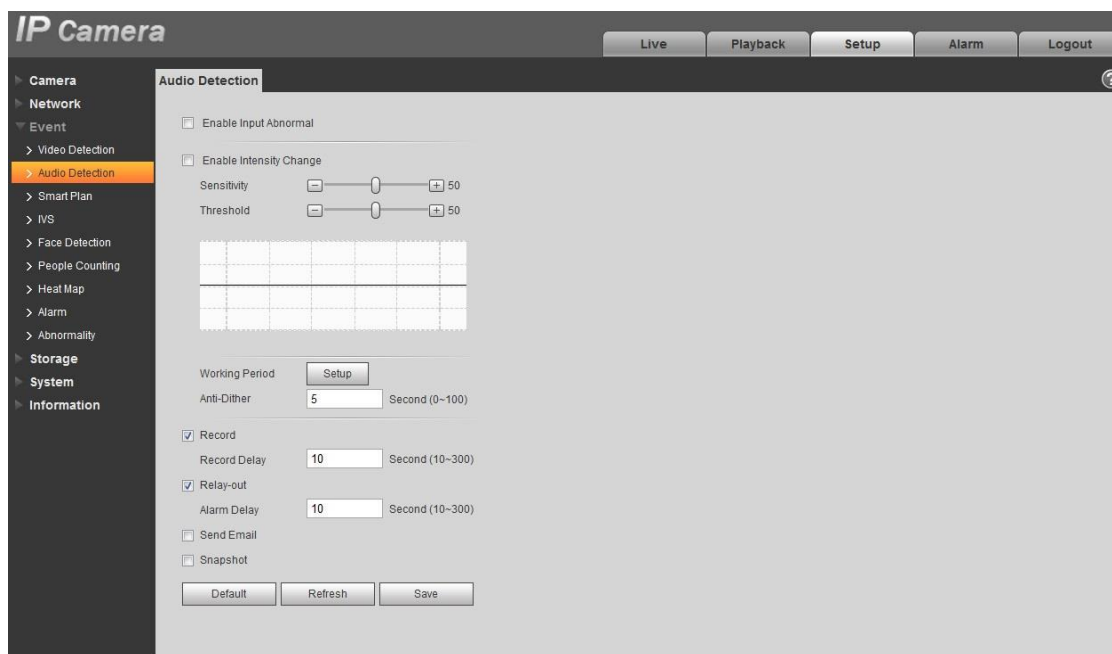 IP Camera
Live
Playback
Setup
Alarm
Logout
Camera
Network
Event
Video Detection
Audio Detection
Smart Plan
IVS
Face Detection
People Counting
Heat Map
Alarm
Abnormality
Storage
System
Information
Audio Detection
?
Enable Input Abnormal
Enable Intensity Change
Sensitivity - + 50
Threshold - + 50
Working Period Setup
Anti-Dither 5 Second (0~100)
Record
Record Delay 10 Second (10~300)
Relay-out
Alarm Delay 10 Second (10~300)
Send Email
Snapshot
Default Refresh Save